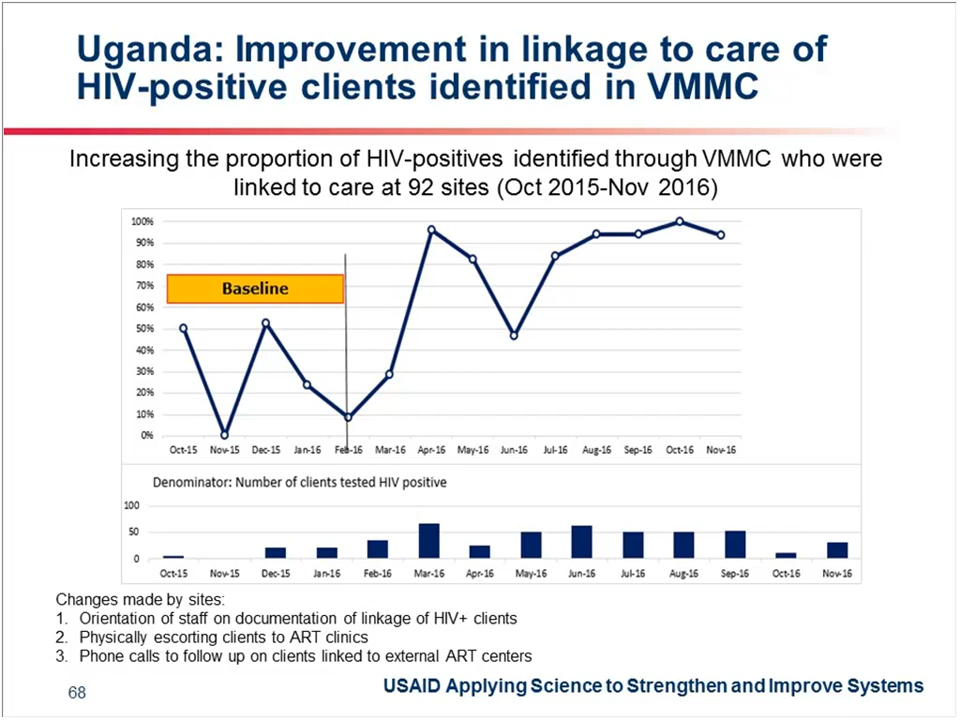 Uganda: Improvement in linkage to care of
HIV-positive clients identified in VMMC
Increasing the proportion of HIV-positives identified through VMMC who were
linked to care at 92 sites (Oct 2015-Nov 2016)
100%
90%
80%
70%
60%
50%
40%
30%
20%
10%
0%
Baseline
Oct-15 Nov-15 Dec-15 Jan-16 Feb-16 Mar-16 Apr-16 May-16 Jun-16 Jul-16 Aug-16 Sep-16 Oct-16 Nov-16
Denominator: Number of clients tested HIV positive
100
50
0
Oct-15 Nov-15 Dec-15 Jan-16 Feb-16 Mar-16 Apr-16 May-16 Jun-16 Jul-16 Aug-16 Sep-16 Oct-16 Nov-16
Changes made by sites:
1. Orientation of staff on documentation of linkage of HIV+ clients
2. Physically escorting clients to ART clinics
3. Phone calls to follow up on clients linked to external ART centers
68
USAID Applying Science to Strengthen and Improve Systems